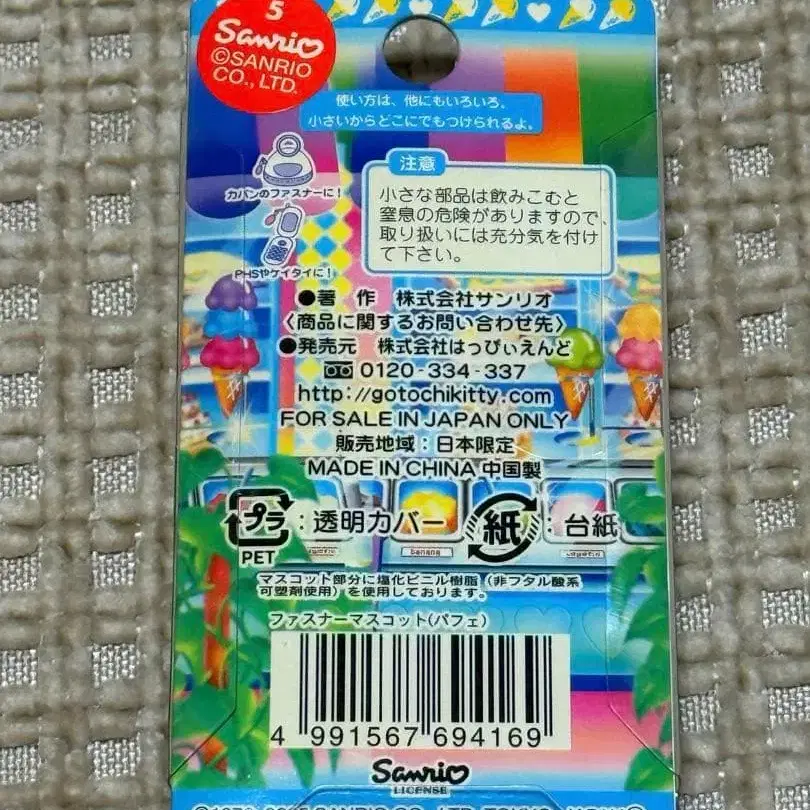 5
Sanrio
©SANRIO
CO., LTD.
使い方は、他にもいろいろ。
小さいからどこにでもつけられるよ。
カバンのファスナーに!
PHSやケイタイに!
注意
小さな部品は飲みこむと
窒息の危険がありますので、
取り扱いには充分気を付け
て下さい。
●著 作 株式会社サンリオ
〈商品に関するお問い合わせ先〉
●発売元 株式会社はっぴぃえんど
0120-334-337
http://gotochikitty.com
FOR SALE IN JAPAN ONLY
販売地域:日本限定
MADE IN CHINA 中国製
プラ:透明カバー 紙:台紙
PET
banana
マスコット部分に塩化ビニル樹脂(非フタル酸系
可塑剤使用)を使用しております。
ファスナーマスコット(パフェ)
4 991567 694169
Sanrio
LICENSE